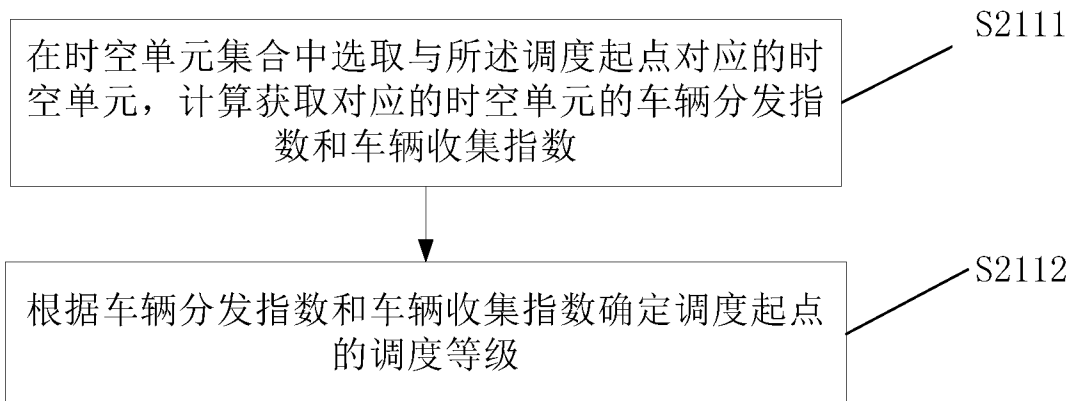 S2111
在时空单元集合中选取与所述调度起点对应的时
空单元，计算获取对应的时空单元的车辆分发指
数和车辆收集指数
S2112
根据车辆分发指数和车辆收集指数确定调度起点
的调度等级